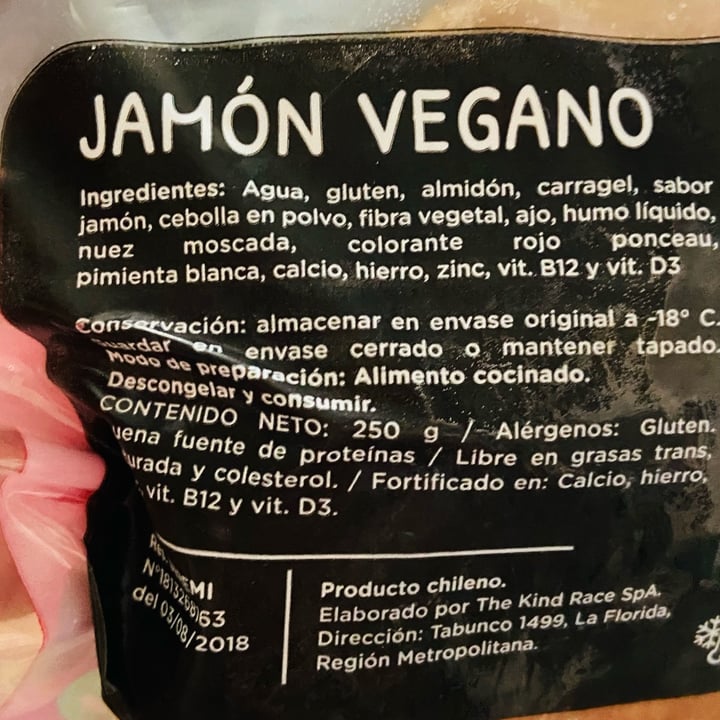 JAMÓN VEGANO
Ingredientes: Agua, gluten, almidón, carragel, sabor
jamón, cebolla en polvo, fibra vegetal, ajo, humo líquido,
nuez moscada, colorante rojo ponceau,
pimienta blanca, calcio, hierro, zinc, vit. B12 y vit. D3
Conservación: almacenar en envase original a -18° C.
Guardar en envase cerrado o mantener tapado.
Modo de preparación: Alimento cocinado.
Descongelar y consumir.
CONTENIDO NETO: 250 g / Alérgenos: Gluten.
uena fuente de proteínas / Libre en grasas trans,
urada y colesterol. / Fortificado en: Calcio, hierro,
vit. B12 y vit. D3.
del 03/08/2018
Producto chileno.
Elaborado por The Kind Race SpA.
Dirección: Tabunco 1499, La Florida,
Región Metropolitana.